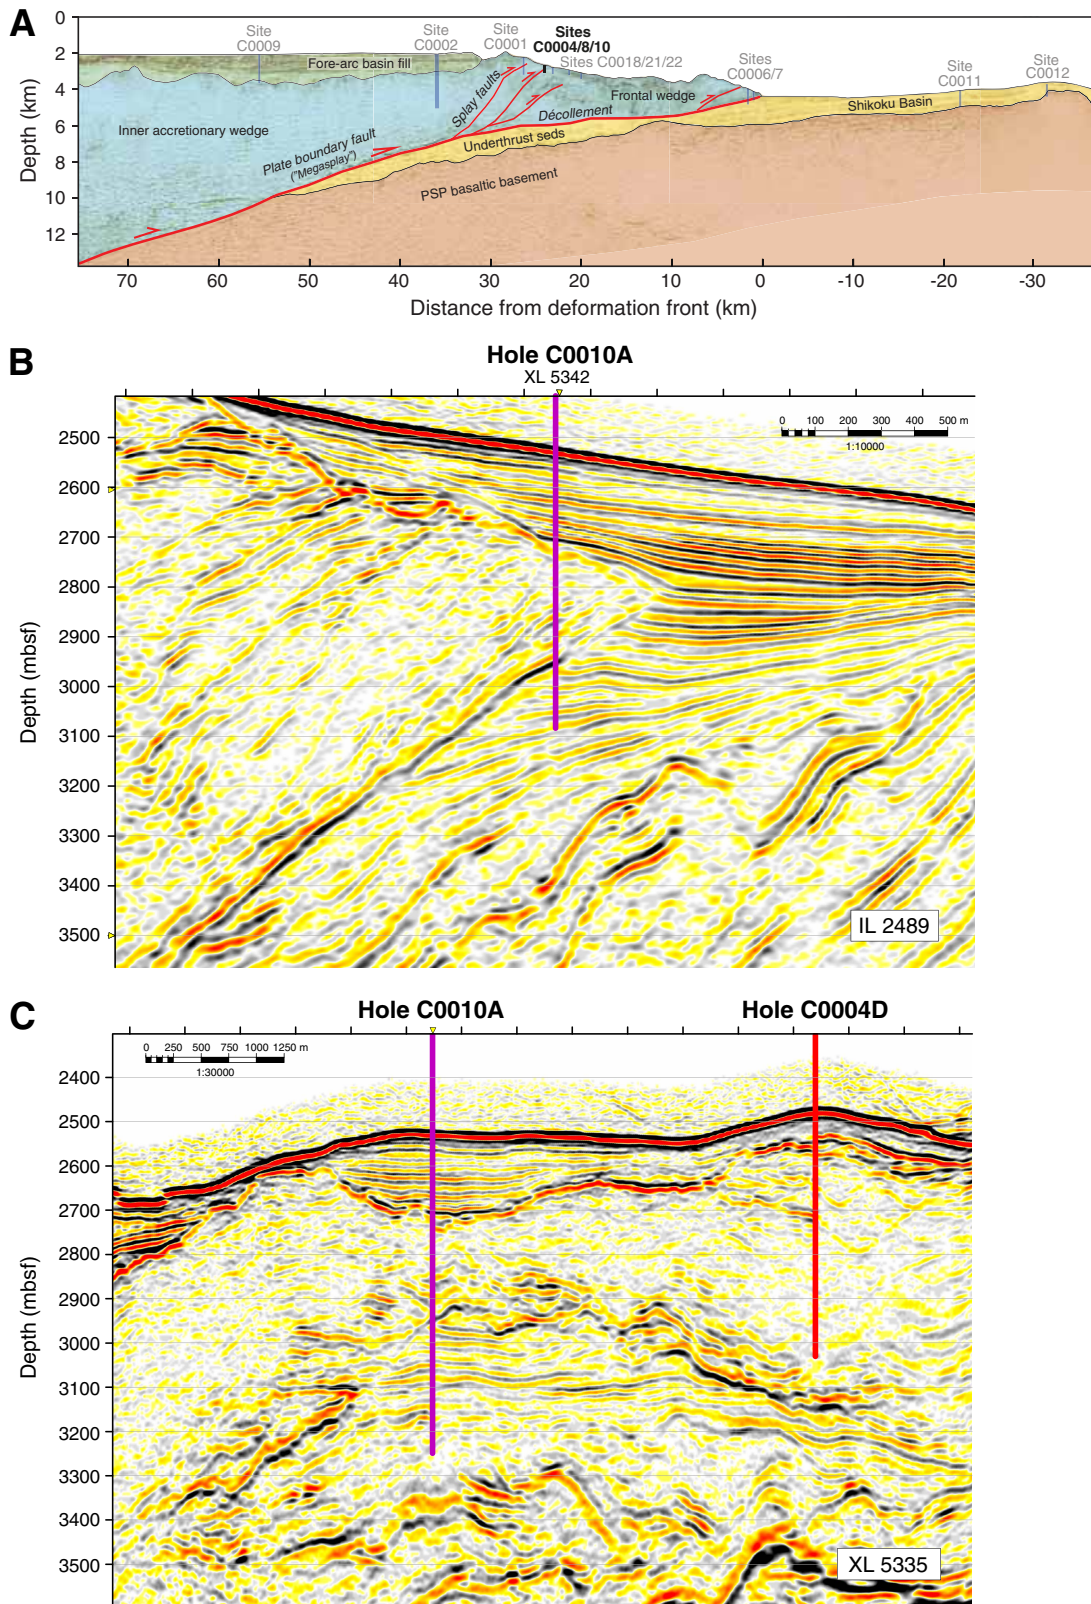 A
Depth (km)
0
2
4
6
8
10
12
Site
C0009
Site
C0002
Site
C0001
Sites
C0004/8/10
Sites C0018/21/22
Sites
C0006/7
Site
C0011
Site
C0012
Fore-arc basin fill
Inner accretionary wedge
Splay faults
Frontal wedge
Décollement
Shikoku Basin
Plate boundary fault
("Megasplay")
Underthrust seds
PSP basaltic basement
70 60 50 40 30 20 10 0 -10 -20 -30
Distance from deformation front (km)
B
Hole C0010A
XL 5342
0 100 200 300 400 500 m
1:10000
Depth (mbsf)
2500
2600
2700
2800
2900
3000
3100
3200
3300
3400
3500
IL 2489
C
Hole C0010A
Hole C0004D
0 250 500 750 1000 1250 m
1:30000
Depth (mbsf)
2400
2500
2600
2700
2800
2900
3000
3100
3200
3300
3400
3500
XL 5335